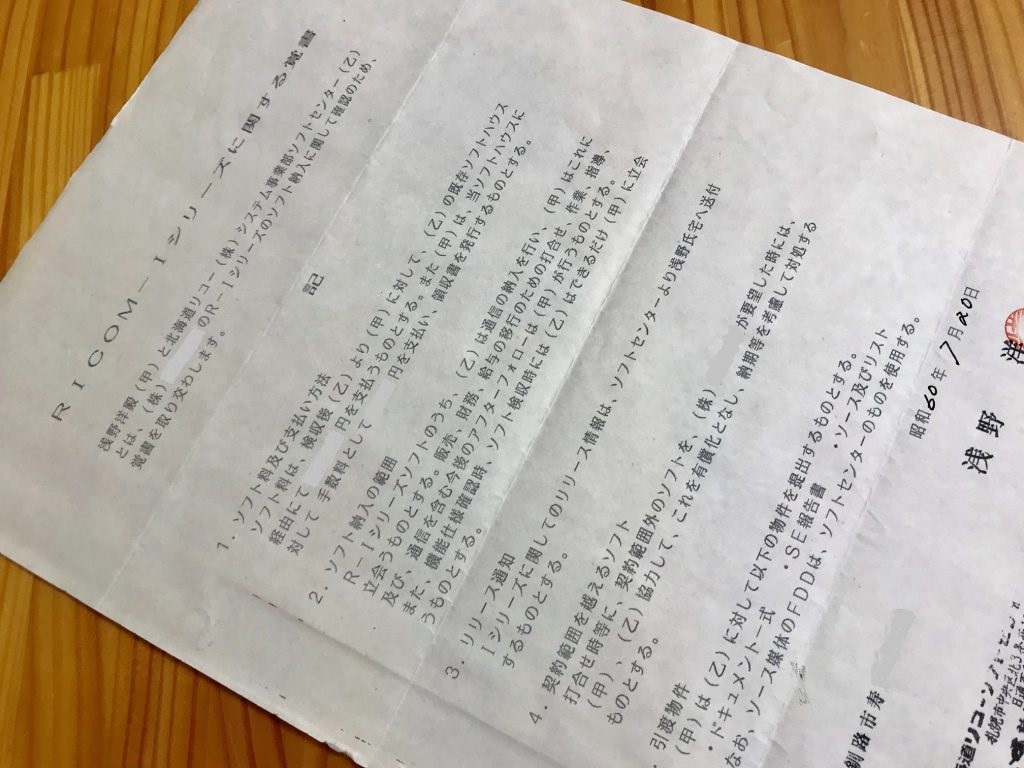 RICOM-Iシリーズに関する覚書
浅野洋毅(甲)と北海道リコー(株)システム事業部ソフトセンター(乙)
とは、(株) のR-Iシリーズのソフト納入に関して確認のため、
覚書を取り交わします。
記
1.ソフト料及び支払い方法
ソフト料は、検収後(乙)より(甲)に対して、(乙)の既存ソフトハウス
経由にて 円を支払うものとする。また(甲)は、当ソフトハウスに
対して手数料として 円を支払い、領収書を発行するものとする。
2.ソフト納入の範囲
R-Iシリーズソフトのうち、(乙)は通信の納入を行い、(甲)はこれに
立会うものとする。販売、財務、給与の移行のための打合せ、作業、指導、
及び、通信を含む今後のアフターフォローは(甲)が行うものとする。
また、機能仕様確認時、ソフト検収時には(乙)はできるだけ(甲)に立会
うものとする。
3.リリース通知
Iシリーズに関してのリリース情報は、ソフトセンターより浅野氏宅へ送付
するものとする。
4.契約範囲を越えるソフト
打合せ時等に、契約範囲外のソフトを、(株) が要望した時には、
(甲)、(乙)協力して、これを有償化となし、納期等を考慮して対処する
ものとする。
引渡物件
(甲)は(乙)に対して以下の物件を提出するものとする。
・ドキュメント一式 ・SE報告書 ・ソース及びリスト
なお、ソース媒体のFDDは、ソフトセンターのものを使用する。
昭和60年7月20日
釧路市寿
浅野 洋
道リコー